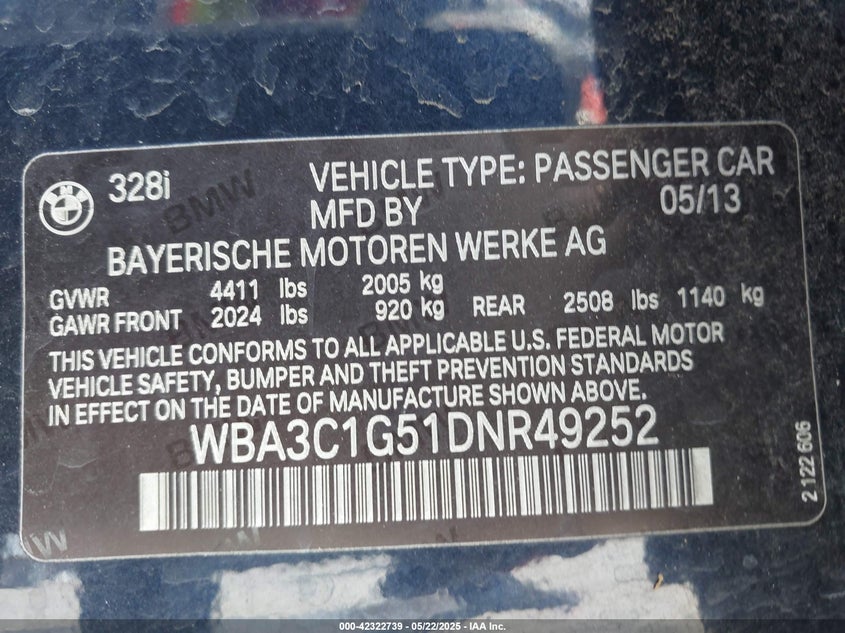 BMW
328i
VEHICLE TYPE: PASSENGER CAR
MFD BY 05/13
BAYERISCHE MOTOREN WERKE AG
GVWR 4411 lbs 2005 kg
GAWR FRONT 2024 lbs 920 kg REAR 2508 lbs 1140 kg
THIS VEHICLE CONFORMS TO ALL APPLICABLE U.S. FEDERAL MOTOR
VEHICLE SAFETY, BUMPER AND THEFT PREVENTION STANDARDS
IN EFFECT ON THE DATE OF MANUFACTURE SHOWN ABOVE.
WBA3C1G51DNR49252
2 122 606
000-42322739 - 05/22/2025 - IAA Inc.